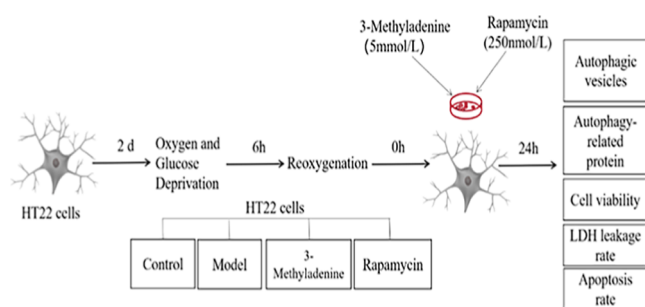 3-Methyladenine
(5mmol/L)
Rapamycin
(250nmol/L)
HT22 cells
2 d
Oxygen and
Glucose
Deprivation
6h
Reoxygenation
0h
24h
Autophagic
vesicles
Autophagy-
related
protein
Cell viability
LDH leakage
rate
Apoptosis
rate
HT22 cells
Control
Model
3-
Methyladenine
Rapamycin